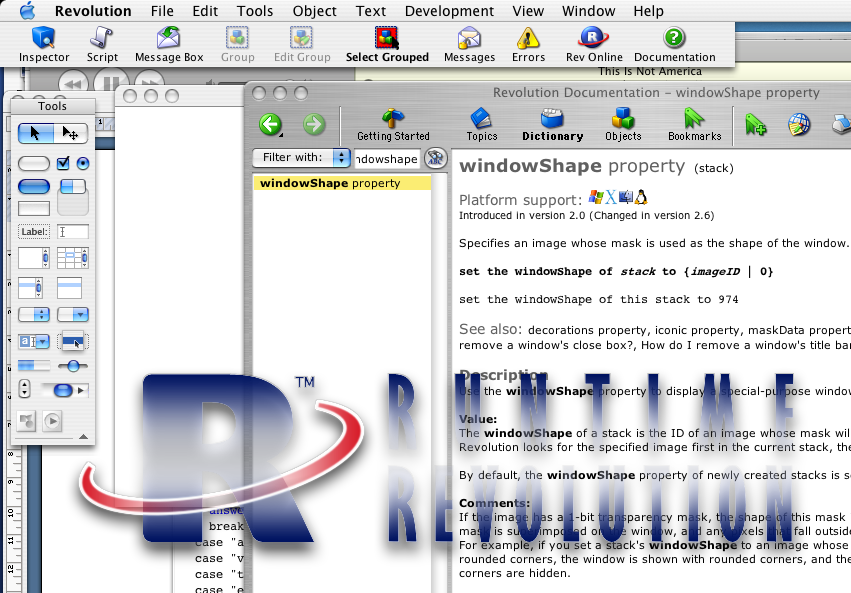 Revolution File Edit Tools Object Text Development View Window Help
Inspector Script Message Box Group Edit Group Select Grouped Messages Errors Rev Online Documentation
This Is Not America
Tools
Revolution Documentation – windowShape property
Getting Started Topics Dictionary Objects Bookmarks
Filter with: ndowshape
windowShape property
Label:
windowShape property (stack)
Platform support:
Introduced in version 2.0 (Changed in version 2.6)
Specifies an image whose mask is used as the shape of the window.
set the windowShape of stack to {imageID | 0}
set the windowShape of this stack to 974
See also: decorations property, iconic property, maskData propert
remove a window's close box?, How do I remove a window's title bar
Description
Use the windowShape property to display a special-purpose window
Value:
The windowShape of a stack is the ID of an image whose mask wil
Revolution looks for the specified image first in the current stack, the
By default, the windowShape property of newly created stacks is s
Comments:
If the image has a 1-bit transparency mask, the shape of this mask
mask is superimposed on the window, and any pixels that fall outside
For example, if you set a stack's windowShape to an image whose
rounded corners, the window is shown with rounded corners, and the
corners are hidden.
R TM
RUNTIME
REVOLUTION
answe
break
case "a
case "v
case "t
case "e
8
9
10
11
12